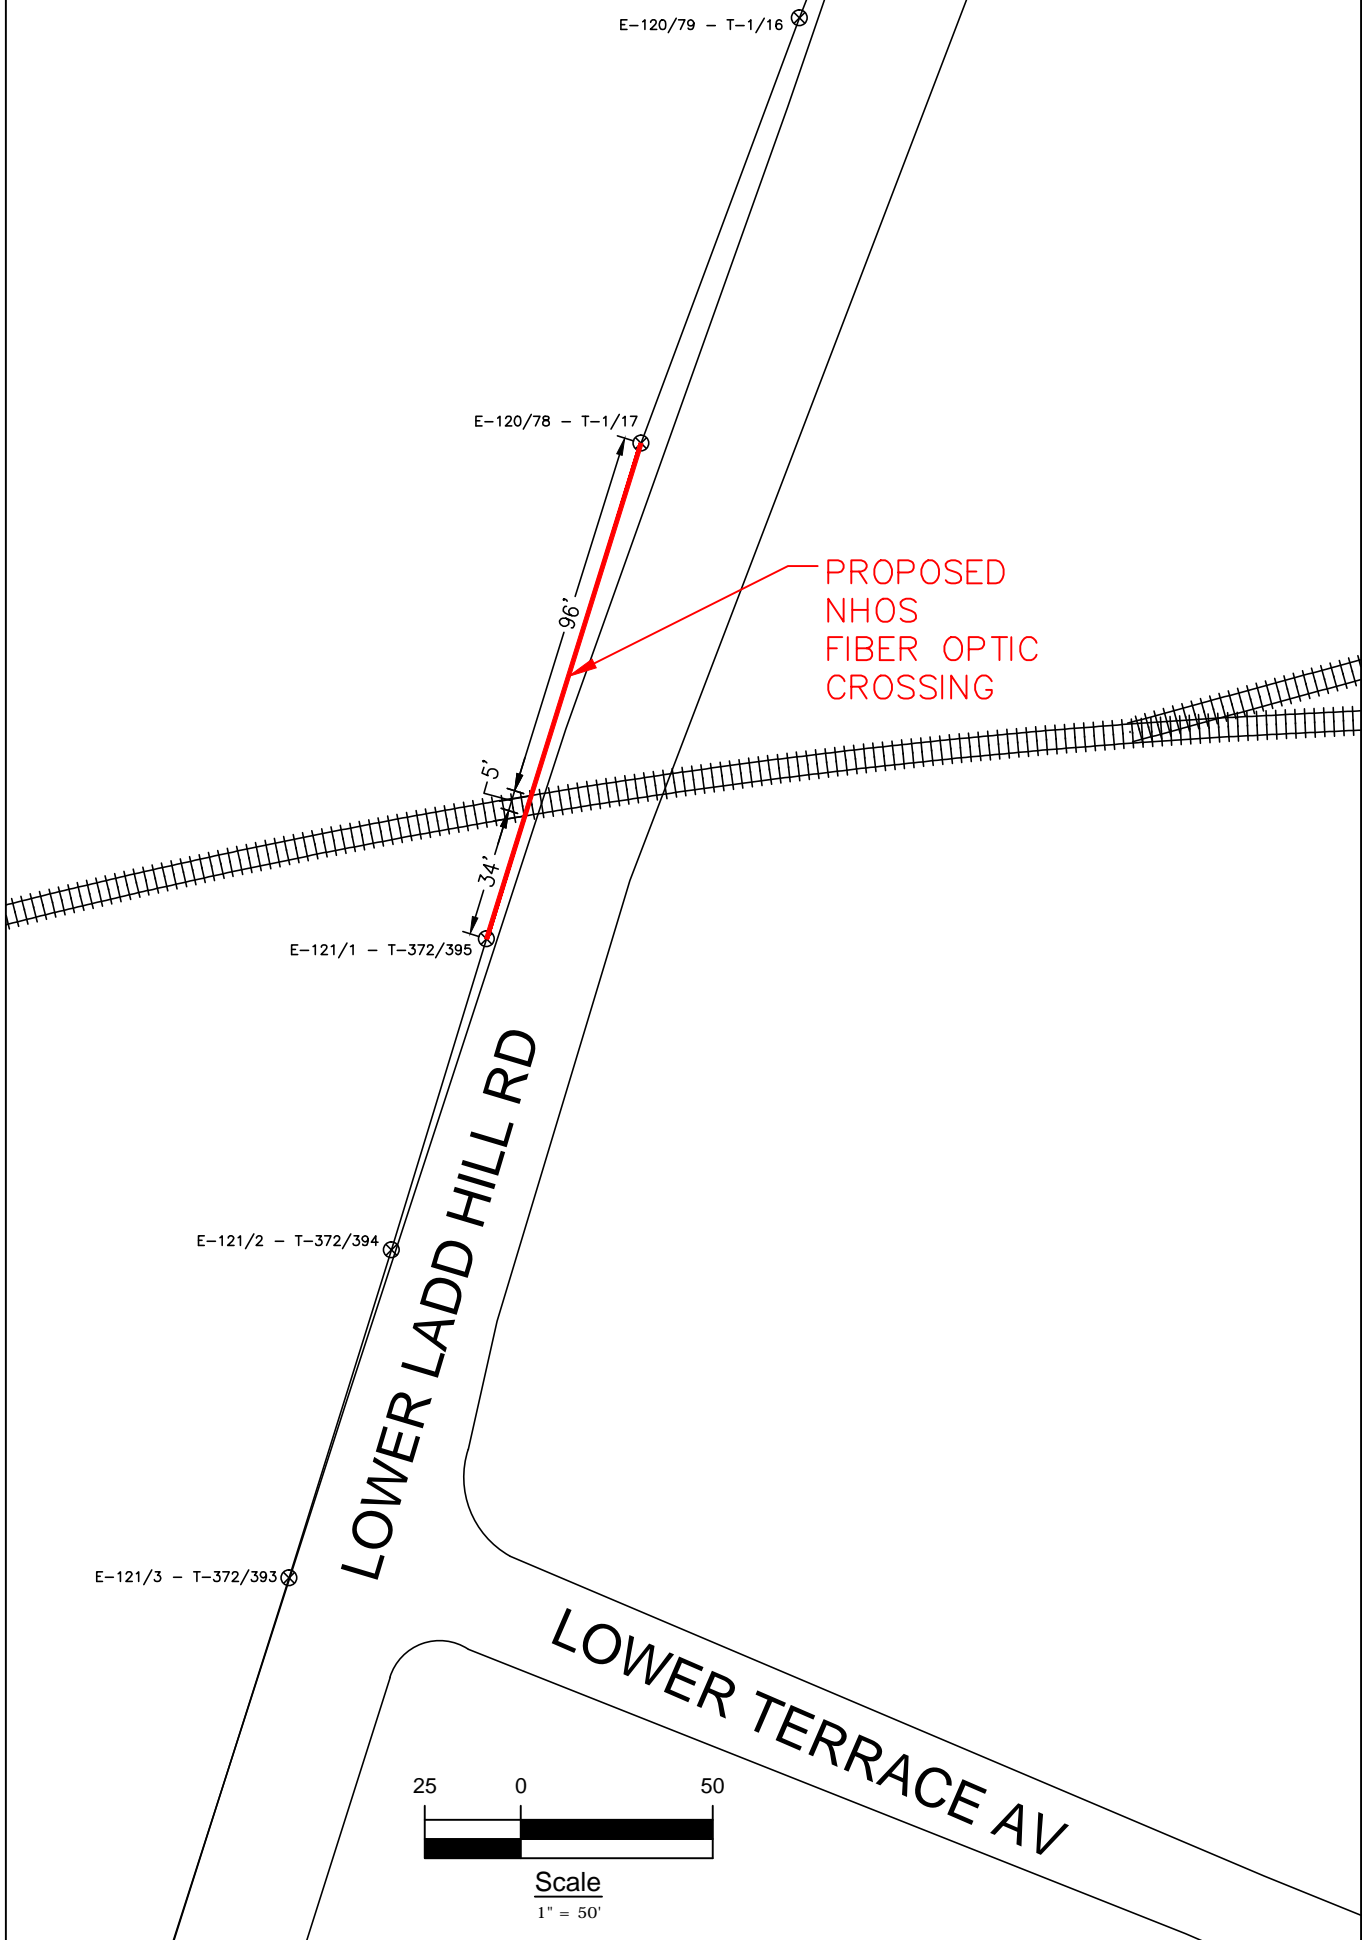 E-120/79 - T-1/16
E-120/78 - T-1/17
PROPOSED
NHOS
FIBER OPTIC
CROSSING
96'
5'
34'
E-121/1 - T-372/395
LOWER LADD HILL RD
E-121/2 - T-372/394
E-121/3 - T-372/393
LOWER TERRACE AV
25 0 50
Scale
1" = 50'